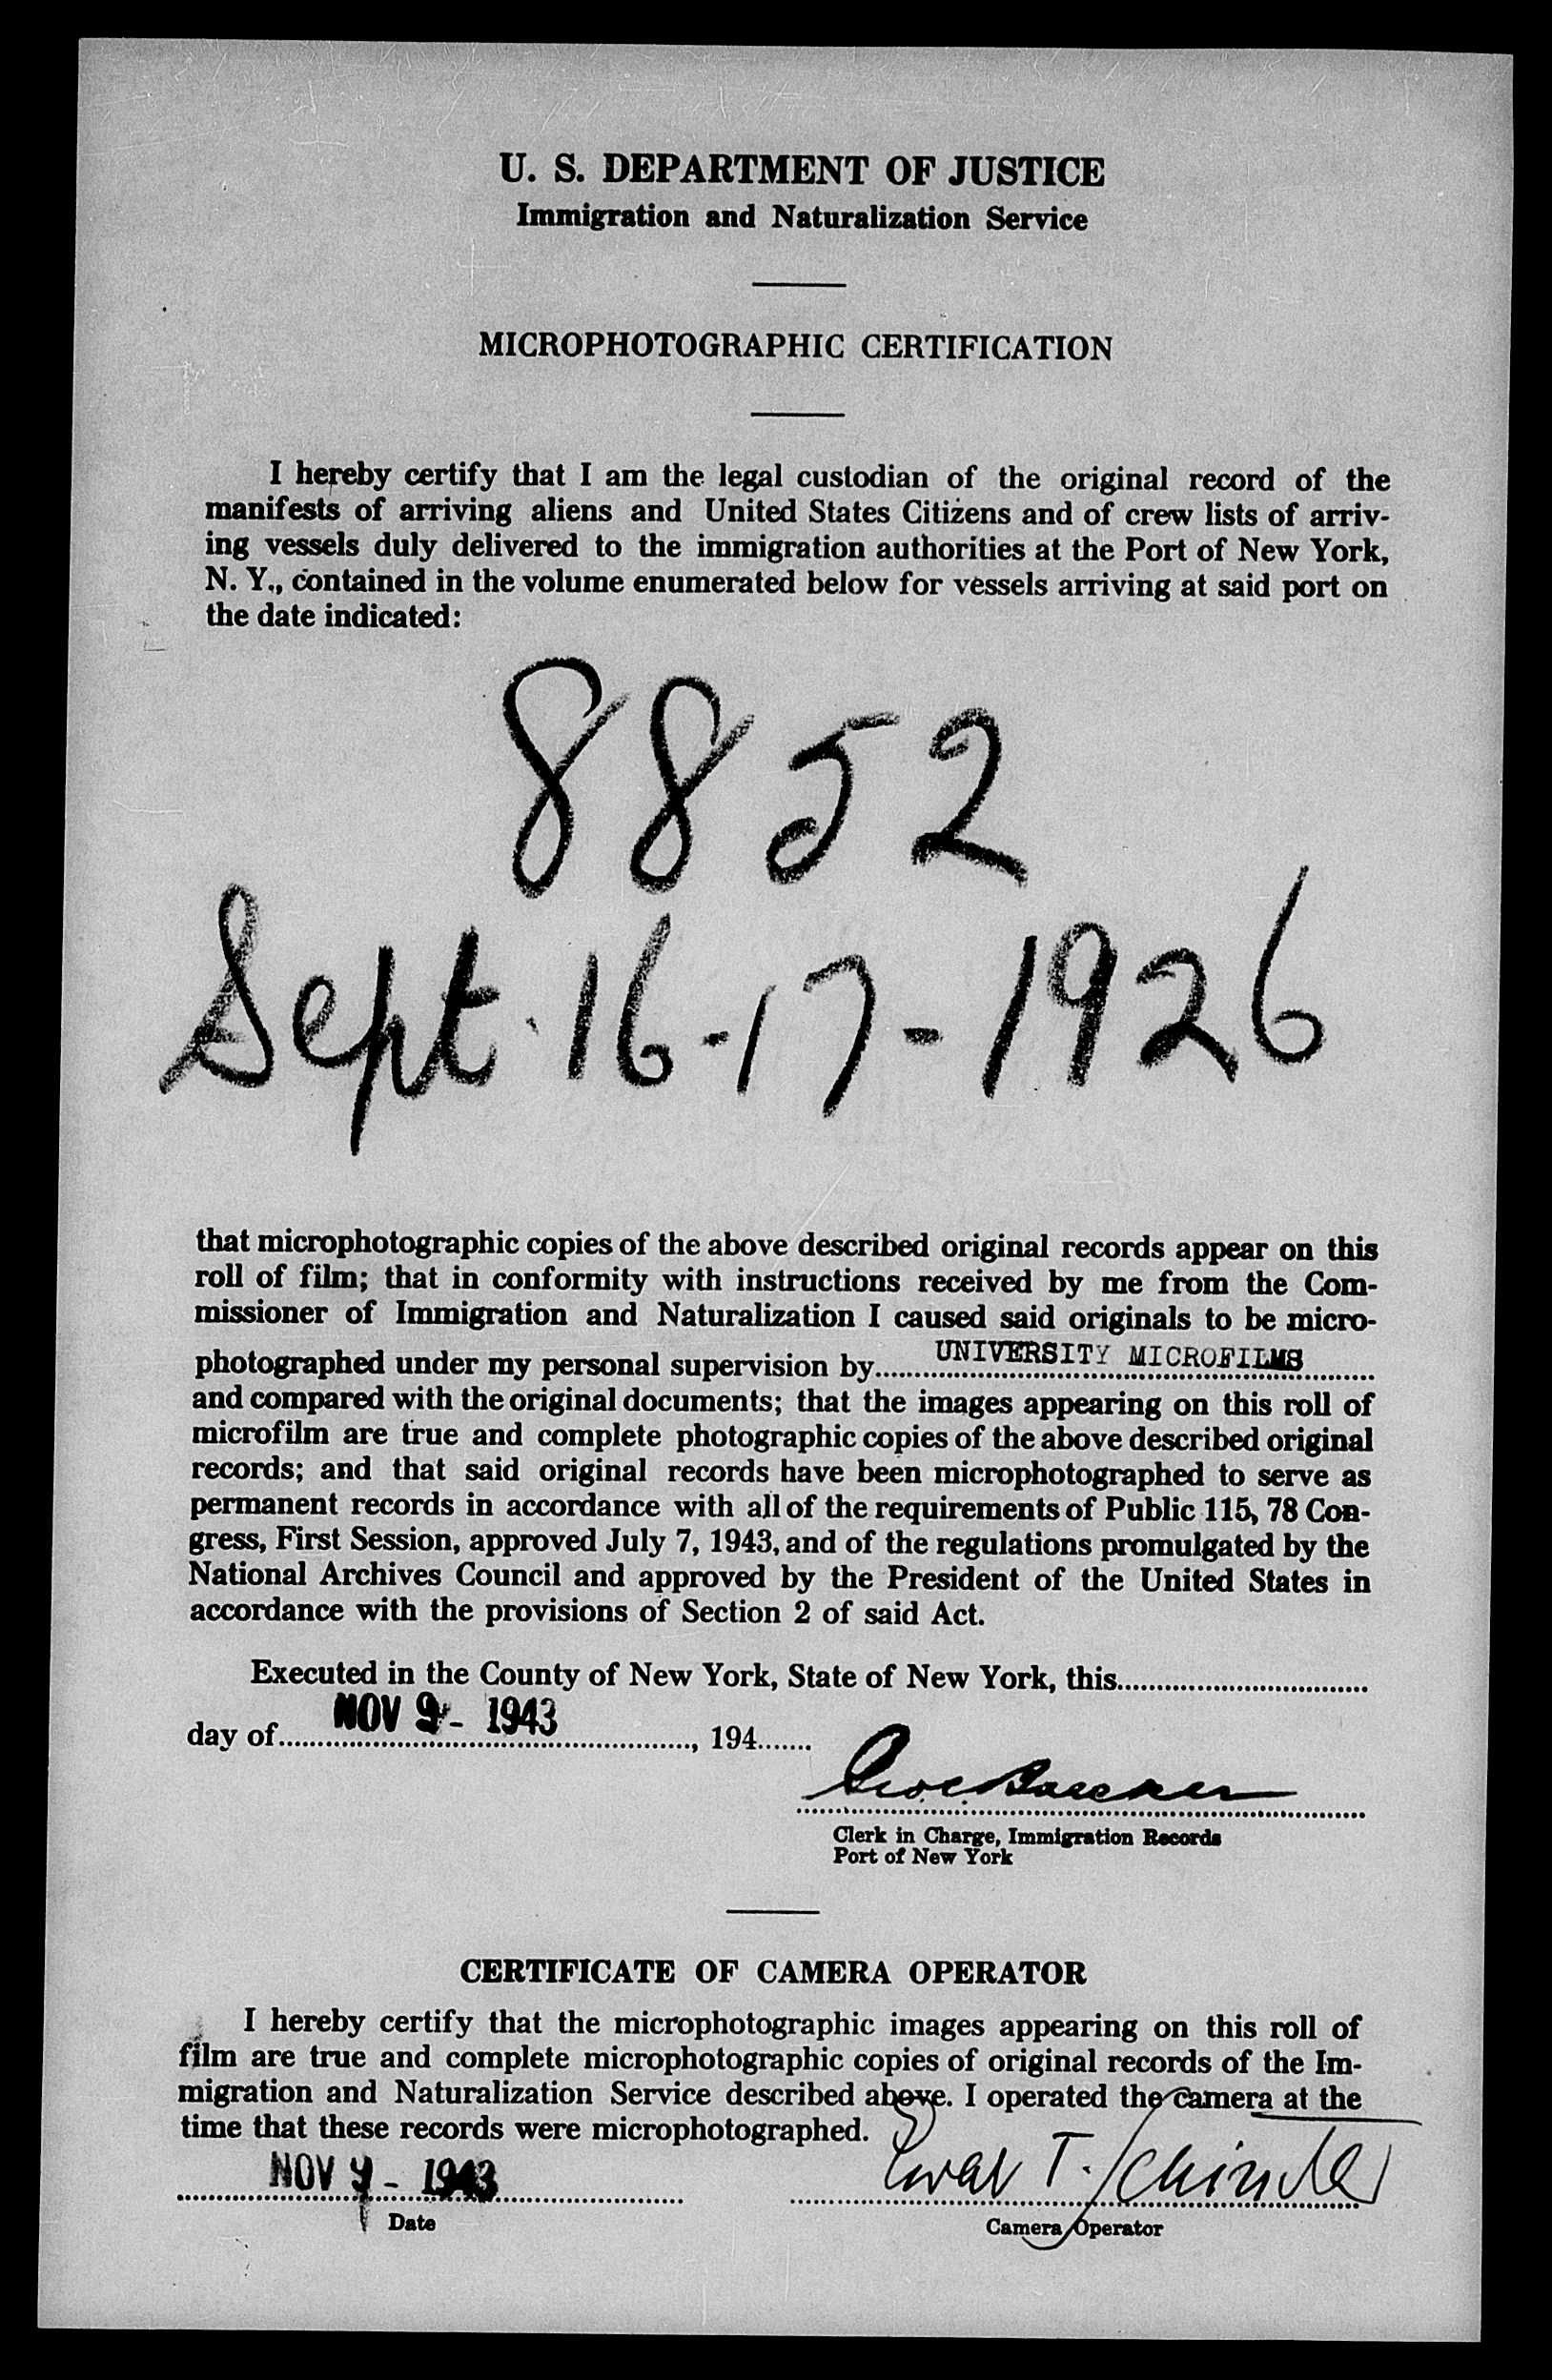 U. S. DEPARTMENT OF JUSTICE
Immigration and Naturalization Service
MICROPHOTOGRAPHIC CERTIFICATION
I hereby certify that I am the legal custodian of the original record of the
manifests of arriving aliens and United States Citizens and of crew lists of arriv-
ing vessels duly delivered to the immigration authorities at the Port of New York,
N. Y., contained in the volume enumerated below for vessels arriving at said port on
the date indicated:
8852
Sept. 16-17-1926
that microphotographic copies of the above described original records appear on this
roll of film; that in conformity with instructions received by me from the Com-
missioner of Immigration and Naturalization I caused said originals to be micro-
photographed under my personal supervision by UNIVERSITY MICROFILMS
and compared with the original documents; that the images appearing on this roll of
microfilm are true and complete photographic copies of the above described original
records; and that said original records have been microphotographed to serve as
permanent records in accordance with all of the requirements of Public 115, 78 Con-
gress, First Session, approved July 7, 1943, and of the regulations promulgated by the
National Archives Council and approved by the President of the United States in
accordance with the provisions of Section 2 of said Act.
Executed in the County of New York, State of New York, this
day of NOV 9 - 1943, 194
Clerk in Charge, Immigration Records
Port of New York
CERTIFICATE OF CAMERA OPERATOR
I hereby certify that the microphotographic images appearing on this roll of
film are true and complete microphotographic copies of original records of the Im-
migration and Naturalization Service described above. I operated the camera at the
time that these records were microphotographed.
NOV 9 - 1943 T. Schindler
Date
Camera Operator